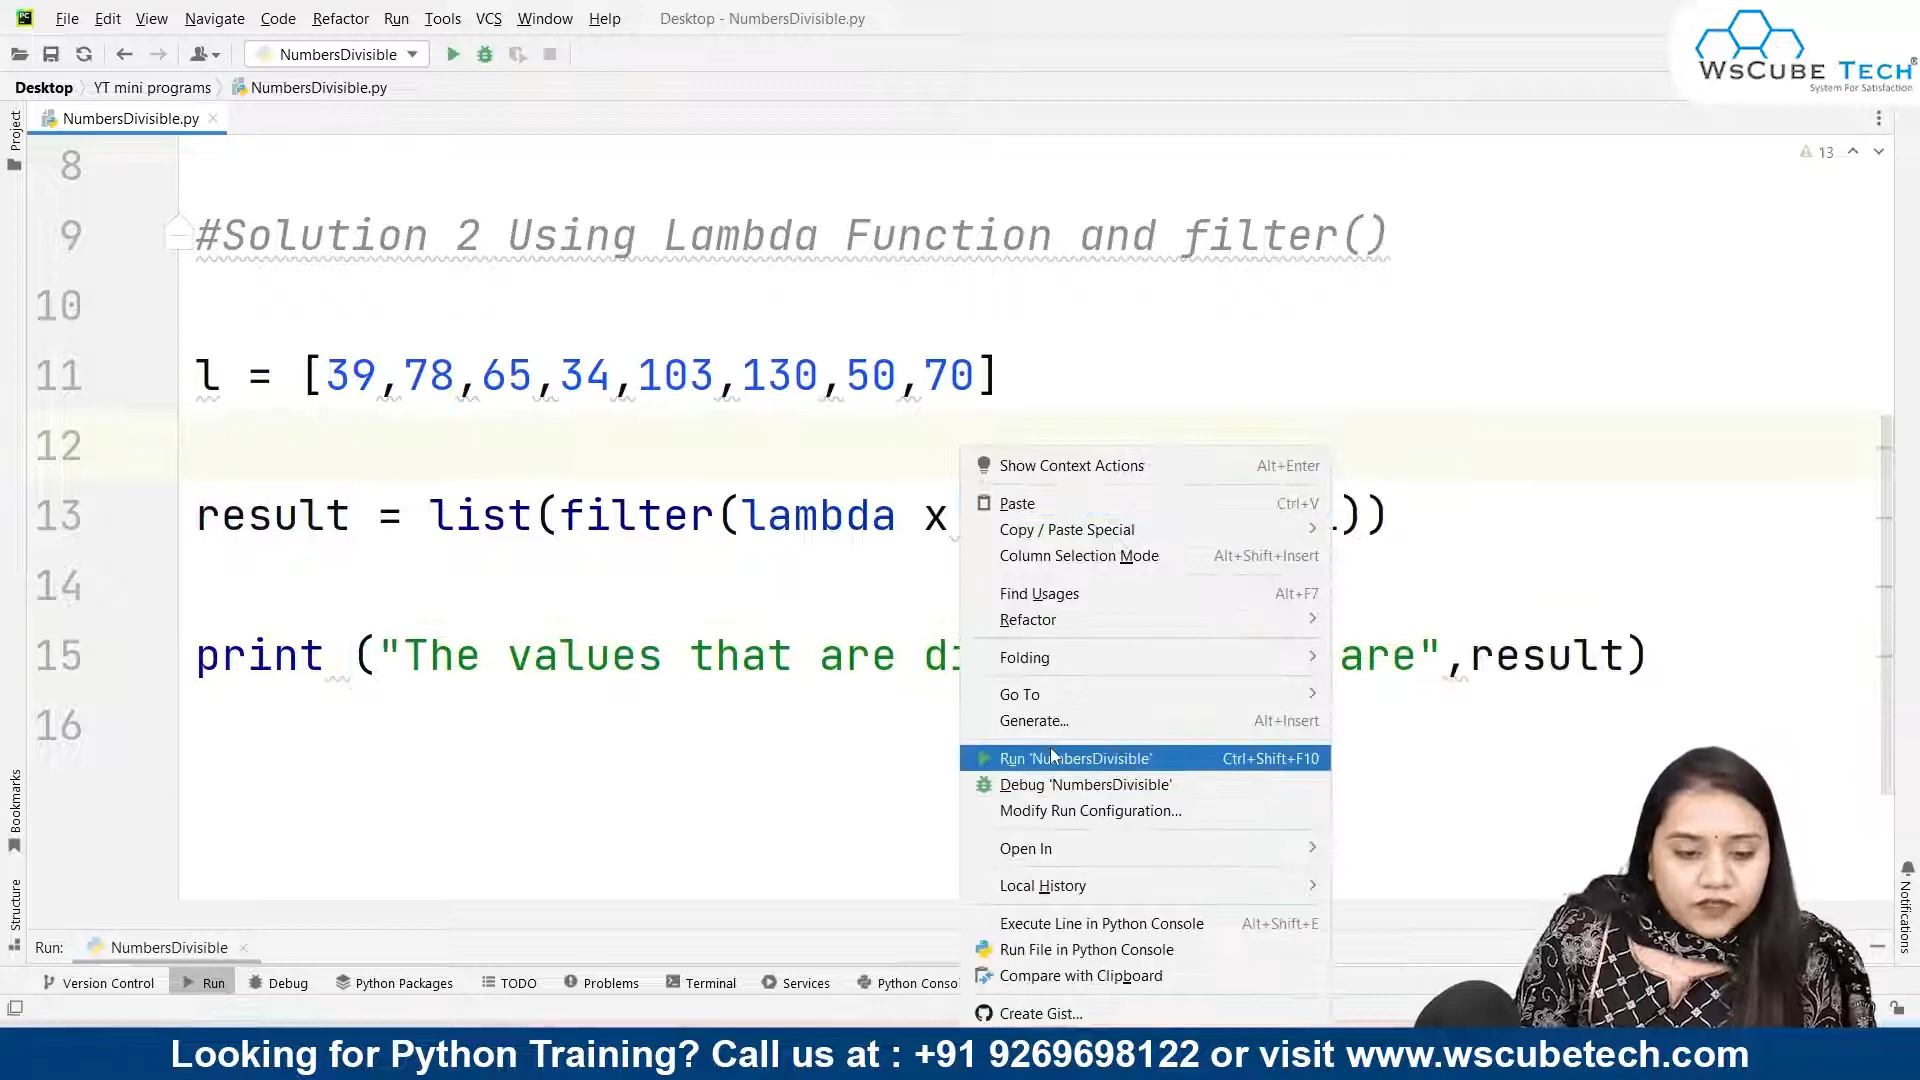 File Edit View Navigate Code Refactor Run Tools VCS Window Help Desktop - NumbersDivisible.py
NumbersDivisible
WsCube Tech®
System For Satisfaction
Desktop YT mini programs NumbersDivisible.py
Project
NumbersDivisible.py
13
8
9 #Solution 2 Using Lambda Function and filter()
10
11 l = [39,78,65,34,103,130,50,70]
12
13 result = list(filter(lambda x ))
14
15 print ("The values that are di are",result)
16
Show Context Actions Alt+Enter
Paste Ctrl+V
Copy / Paste Special
Column Selection Mode Alt+Shift+Insert
Find Usages Alt+F7
Refactor
Folding
Go To
Generate... Alt+Insert
Run 'NumbersDivisible' Ctrl+Shift+F10
Debug 'NumbersDivisible'
Modify Run Configuration...
Open In
Local History
Execute Line in Python Console Alt+Shift+E
Run File in Python Console
Compare with Clipboard
Create Gist...
Bookmarks
Structure
Notifications
Run: NumbersDivisible
Version Control Run Debug Python Packages TODO Problems Terminal Services Python Conso
Looking for Python Training? Call us at : +91 9269698122 or visit www.wscubetech.com